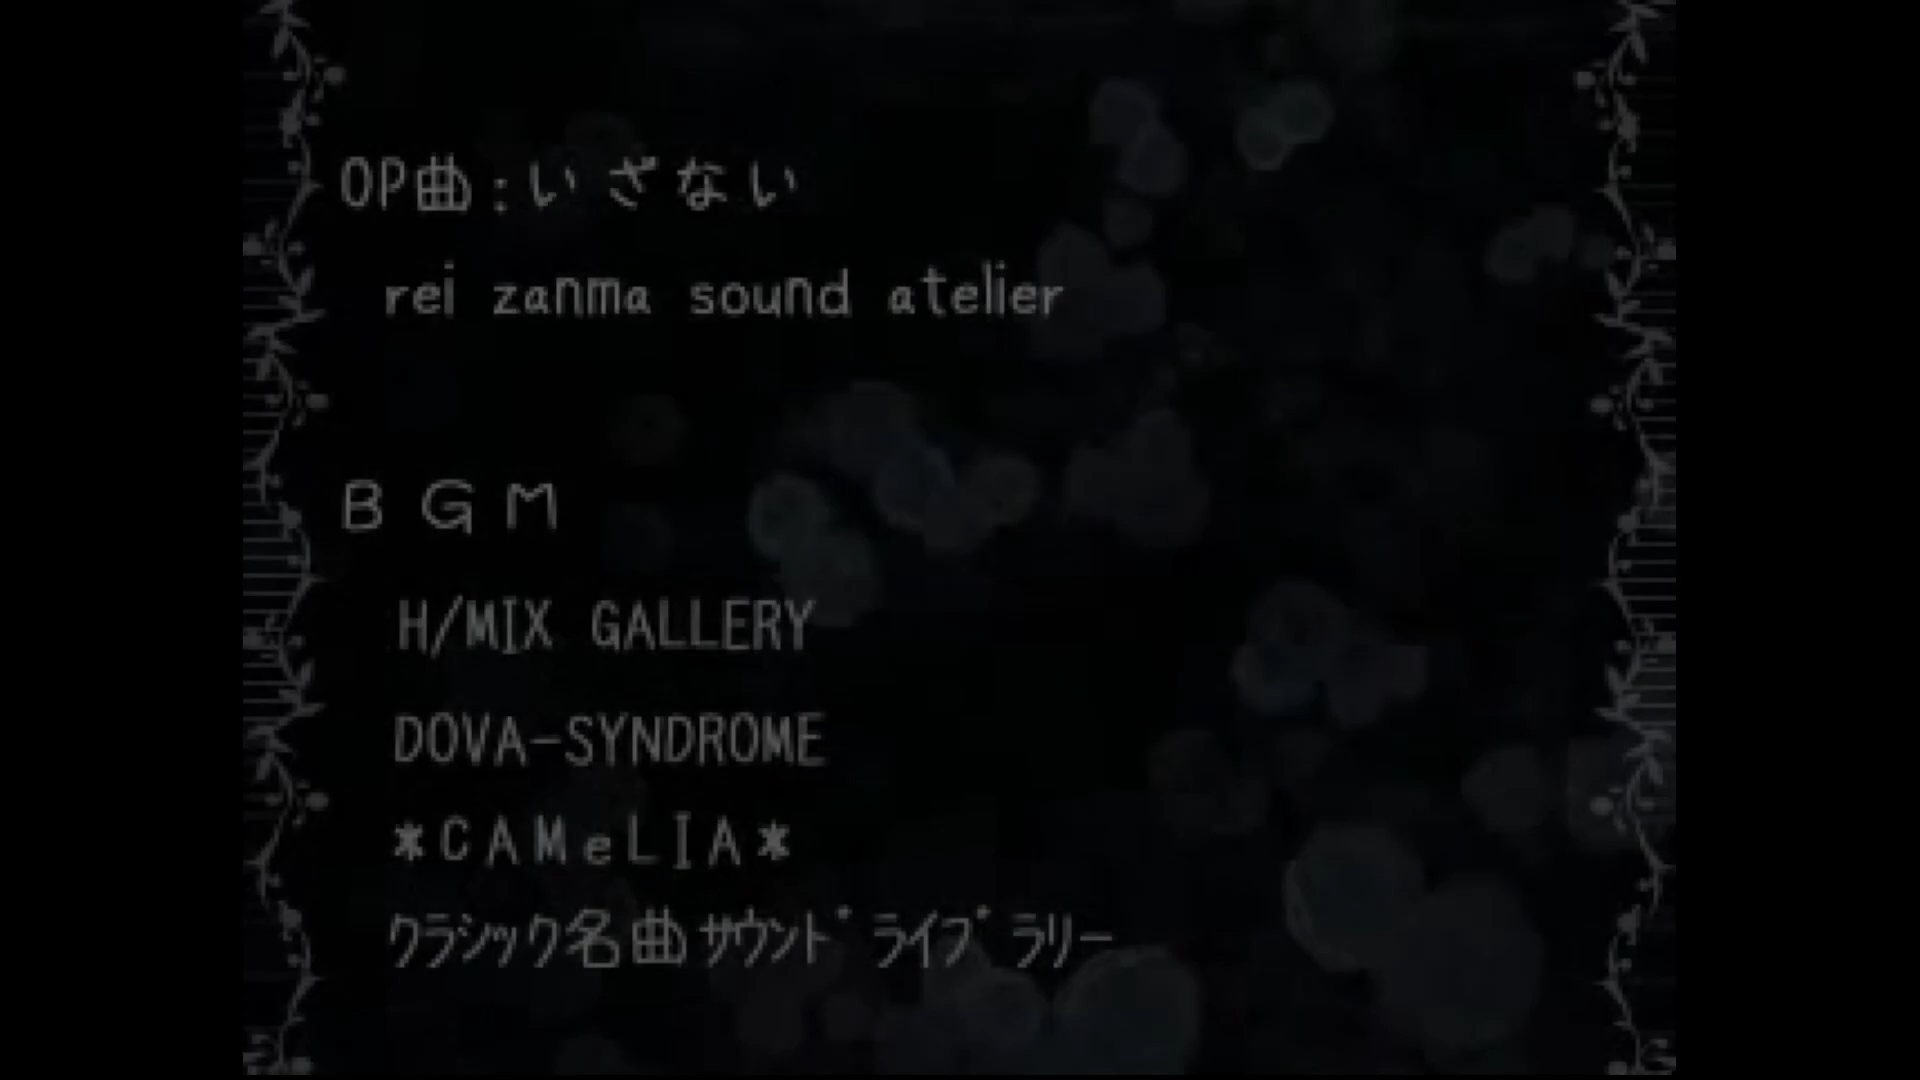 OP曲:いざない
rei zanma sound atelier
BGM
H/MIX GALLERY
DOVA-SYNDROME
*CAMeLIA*
クラシック名曲サウンドライブラリー